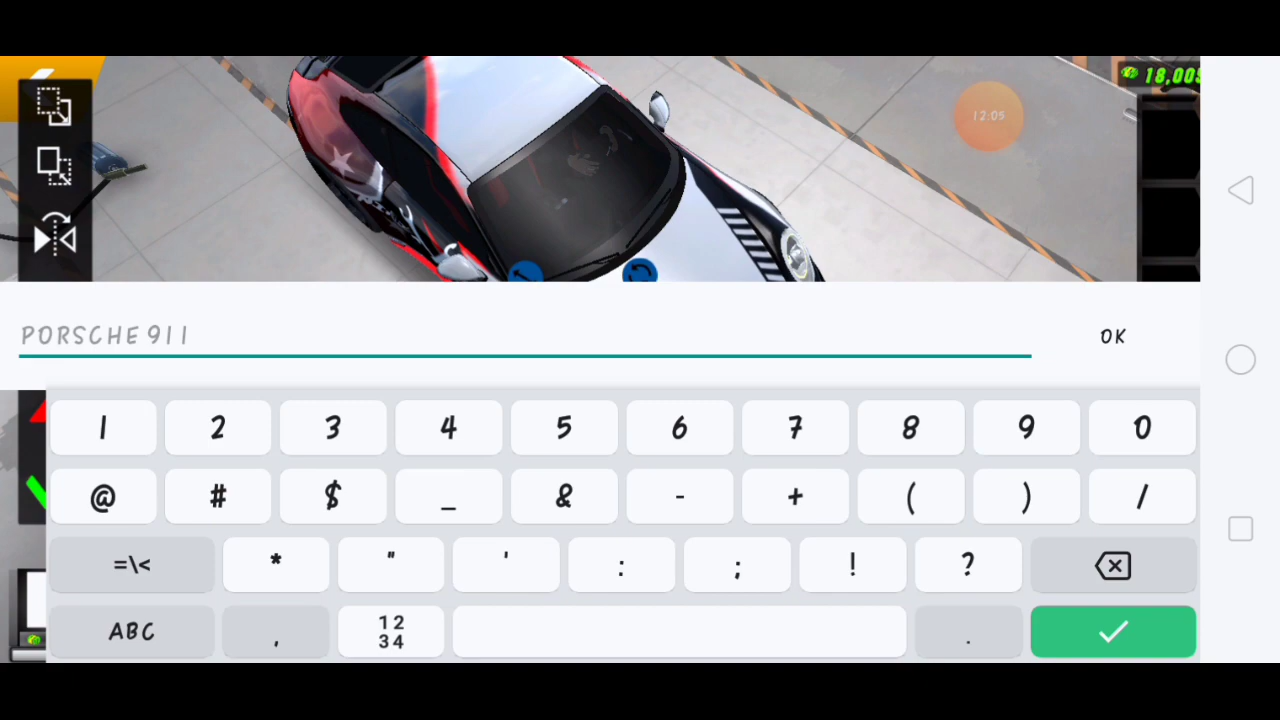 18,00
12:05
PORSCHE 911
OK
1 2 3 4 5 6 7 8 9 0
@ # $ _ & - + ( ) /
=\< * " ' : ; ! ?
ABC , 12 34 .